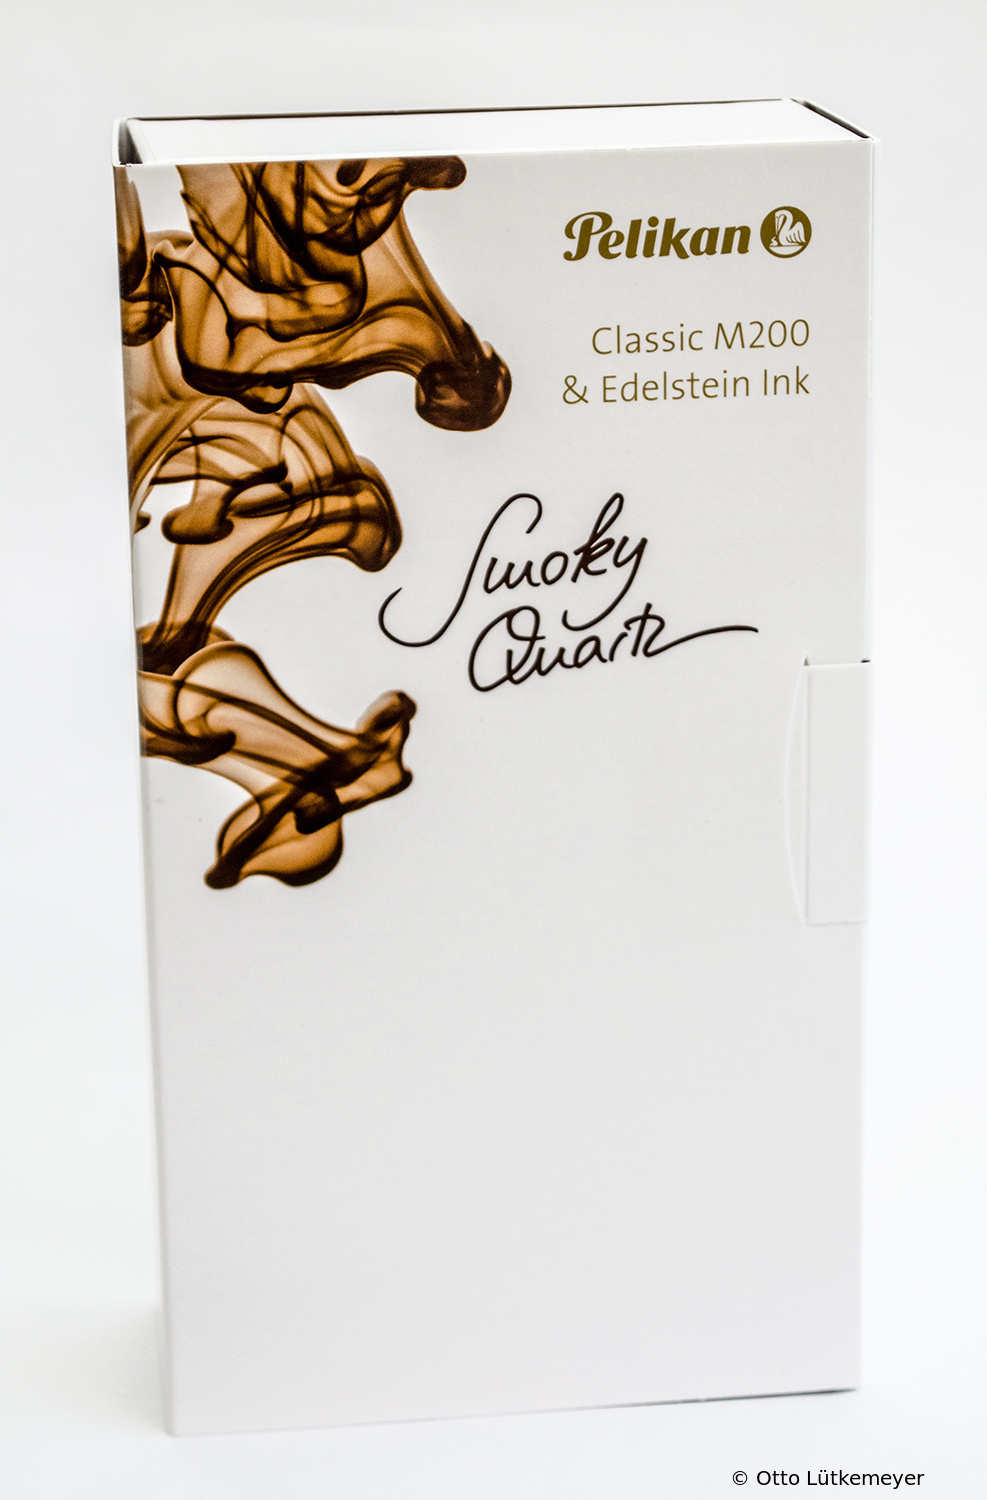 Pelikan
Classic M200
& Edelstein Ink
Smoky
Quartz
© Otto Lütkemeyer